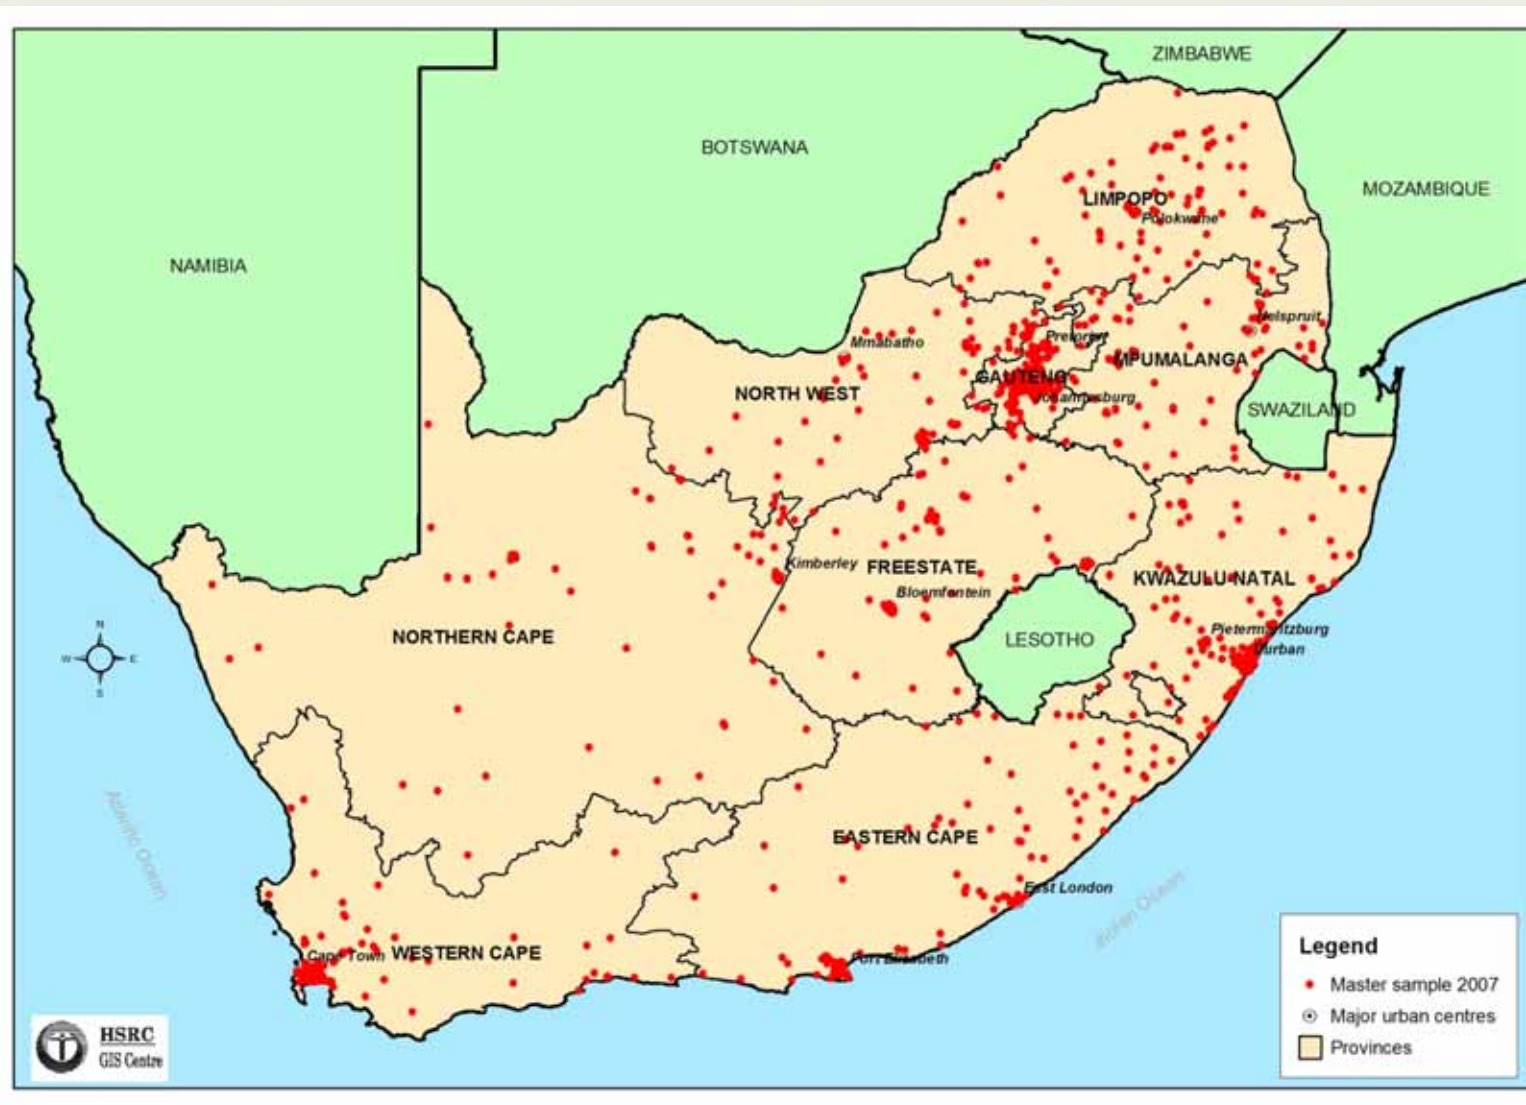 ZIMBABWE
BOTSWANA
MOZAMBIQUE
LIMPOPO
Polokwane
NAMIBIA
Nelspruit
Pretoria
Mmabatho
MPUMALANGA
GAUTENG
NORTH WEST
Johannesburg
SWAZILAND
Kimberley
FREESTATE
KWAZULU-NATAL
Bloemfontein
N
W
E
S
Pietermaritzburg
NORTHERN CAPE
LESOTHO
Durban
Atlantic Ocean
EASTERN CAPE
East London
Indian Ocean
Cape Town
WESTERN CAPE
Port Elizabeth
Legend
Master sample 2007
Major urban centres
Provinces
HSRC
GIS Centre